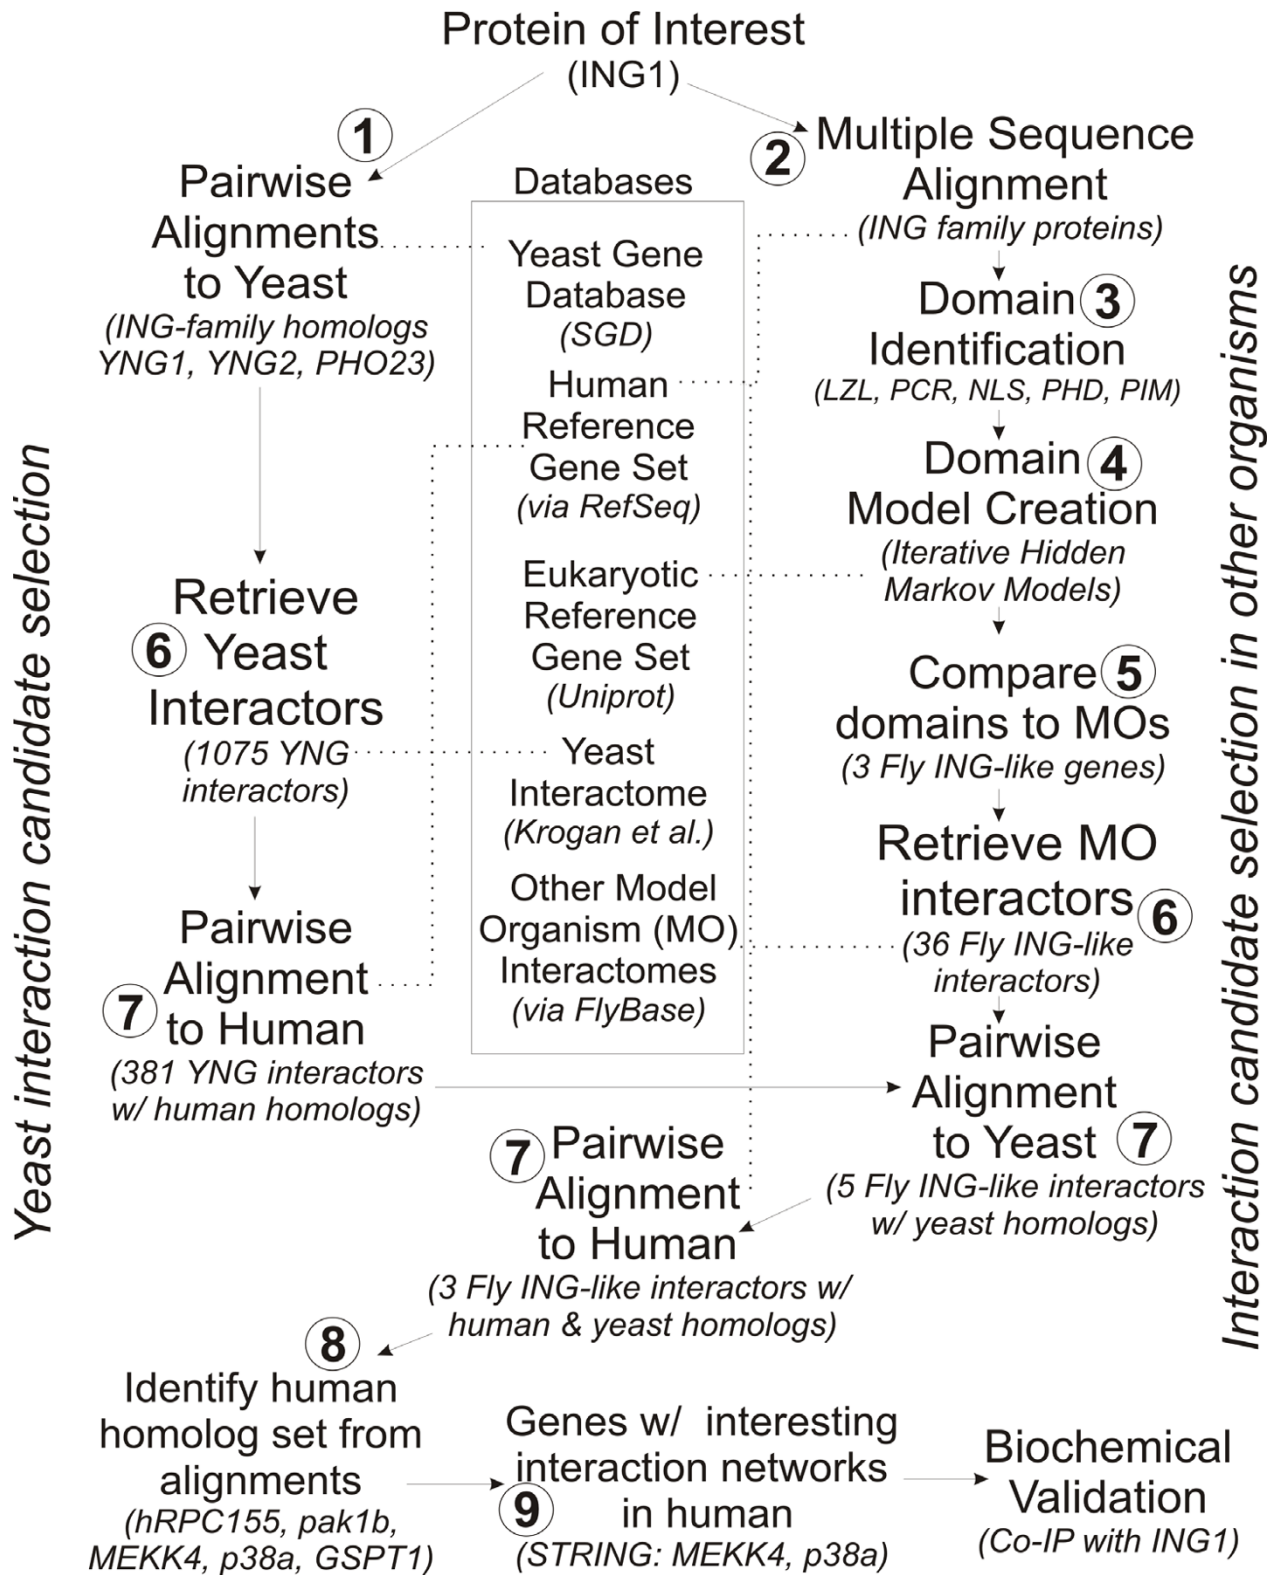 Protein of Interest
(ING1)
1
Pairwise
Alignments
to Yeast
(ING-family homologs
YNG1, YNG2, PHO23)
6
Retrieve
Yeast
Interactors
(1075 YNG
interactors)
7
Pairwise
Alignment
to Human
(381 YNG interactors
w/ human homologs)
Yeast interaction candidate selection
Databases
Yeast Gene
Database
(SGD)
Human
Reference
Gene Set
(via RefSeq)
Eukaryotic
Reference
Gene Set
(Uniprot)
Yeast
Interactome
(Krogan et al.)
Other Model
Organism (MO)
Interactomes
(via FlyBase)
2
Multiple Sequence
Alignment
(ING family proteins)
Domain 3
Identification
(LZL, PCR, NLS, PHD, PIM)
Domain 4
Model Creation
(Iterative Hidden
Markov Models)
Compare 5
domains to MOs
(3 Fly ING-like genes)
Retrieve MO
interactors 6
(36 Fly ING-like
interactors)
Pairwise
Alignment
to Yeast 7
(5 Fly ING-like interactors
w/ yeast homologs)
Interaction candidate selection in other organisms
7 Pairwise
Alignment
to Human
(3 Fly ING-like interactors w/
human & yeast homologs)
8
Identify human
homolog set from
alignments
(hRPC155, pak1b,
MEKK4, p38a, GSPT1)
Genes w/ interesting
interaction networks
9 in human
(STRING: MEKK4, p38a)
Biochemical
Validation
(Co-IP with ING1)